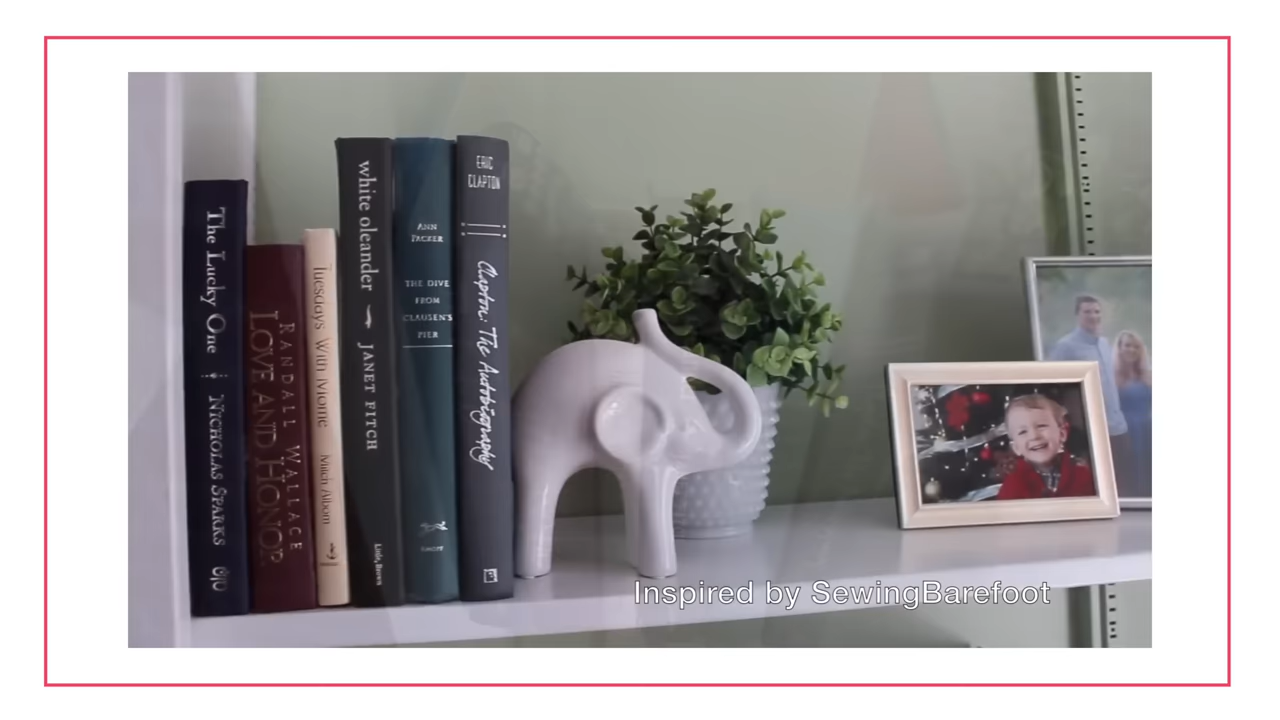 The Lucky One
NICHOLAS SPARKS
RANDALL WALLACE
LOVE AND HONOR
Tuesdays With Morrie
Mitch Albom
white oleander
JANET FITCH
Little, Brown
ANN
PACKER
THE DIVE
FROM
CLAUSEN'S
PIER
KNOPF
ERIC
CLAPTON
Clapton: The Autobiography
Inspired by SewingBarefoot